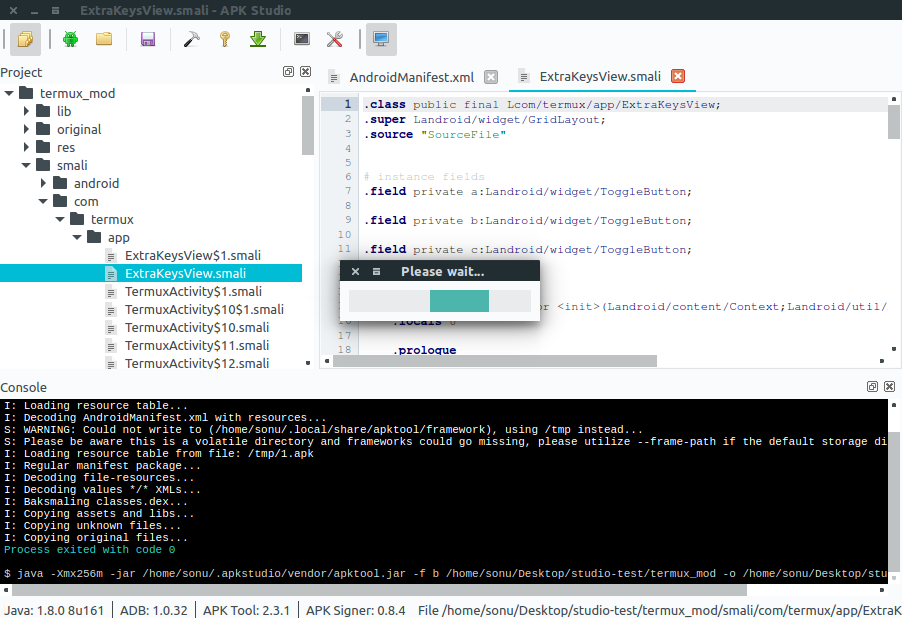 ExtraKeysView.smali - APK Studio
Project
termux_mod
lib
original
res
smali
android
com
termux
app
ExtraKeysView$1.smali
ExtraKeysView.smali
TermuxActivity$1.smali
TermuxActivity$10$1.smali
TermuxActivity$10.smali
TermuxActivity$11.smali
TermuxActivity$12.smali
AndroidManifest.xml
ExtraKeysView.smali
1 .class public final Lcom/termux/app/ExtraKeysView;
2 .super Landroid/widget/GridLayout;
3 .source "SourceFile"
4
5
6 # instance fields
7 .field private a:Landroid/widget/ToggleButton;
8
9 .field private b:Landroid/widget/ToggleButton;
10
11 .field private c:Landroid/widget/ToggleButton;
Please wait...
<init>(Landroid/content/Context;Landroid/util/
.locals
17
18 .prologue
Console
I: Loading resource table...
I: Decoding AndroidManifest.xml with resources...
S: WARNING: Could not write to (/home/sonu/.local/share/apktool/framework), using /tmp instead...
S: Please be aware this is a volatile directory and frameworks could go missing, please utilize --frame-path if the default storage di
I: Loading resource table from file: /tmp/1.apk
I: Regular manifest package...
I: Decoding file-resources...
I: Decoding values */* XMLs...
I: Baksmaling classes.dex...
I: Copying assets and libs...
I: Copying unknown files...
I: Copying original files...
Process exited with code 0
$ java -Xmx256m -jar /home/sonu/.apkstudio/vendor/apktool.jar -f b /home/sonu/Desktop/studio-test/termux_mod -o /home/sonu/Desktop/stu
Java: 1.8.0 8u161 ADB: 1.0.32 APK Tool: 2.3.1 APK Signer: 0.8.4 File /home/sonu/Desktop/studio-test/termux_mod/smali/com/termux/app/ExtraK